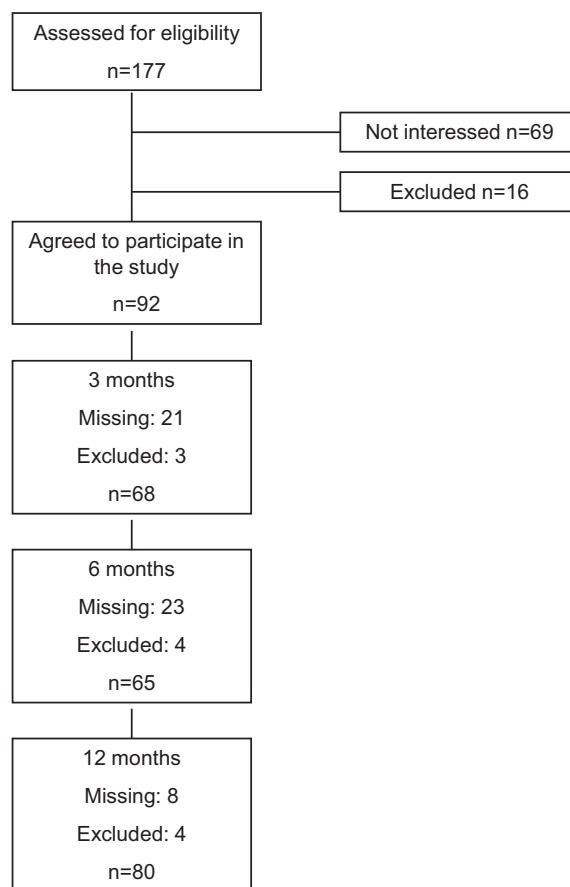 Assessed for eligibility
n=177
Not interessed n=69
Excluded n=16
Agreed to participate in
the study
n=92
3 months
Missing: 21
Excluded: 3
n=68
6 months
Missing: 23
Excluded: 4
n=65
12 months
Missing: 8
Excluded: 4
n=80